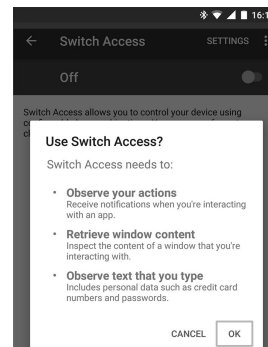 16:1
Switch Access SETTINGS
Off
Switch Access allows you to control your device using
Use Switch Access?
Switch Access needs to:
• Observe your actions
Receive notifications when you're interacting
with an app.
• Retrieve window content
Inspect the content of a window that you're
interacting with.
• Observe text that you type
Includes personal data such as credit card
numbers and passwords.
CANCEL OK